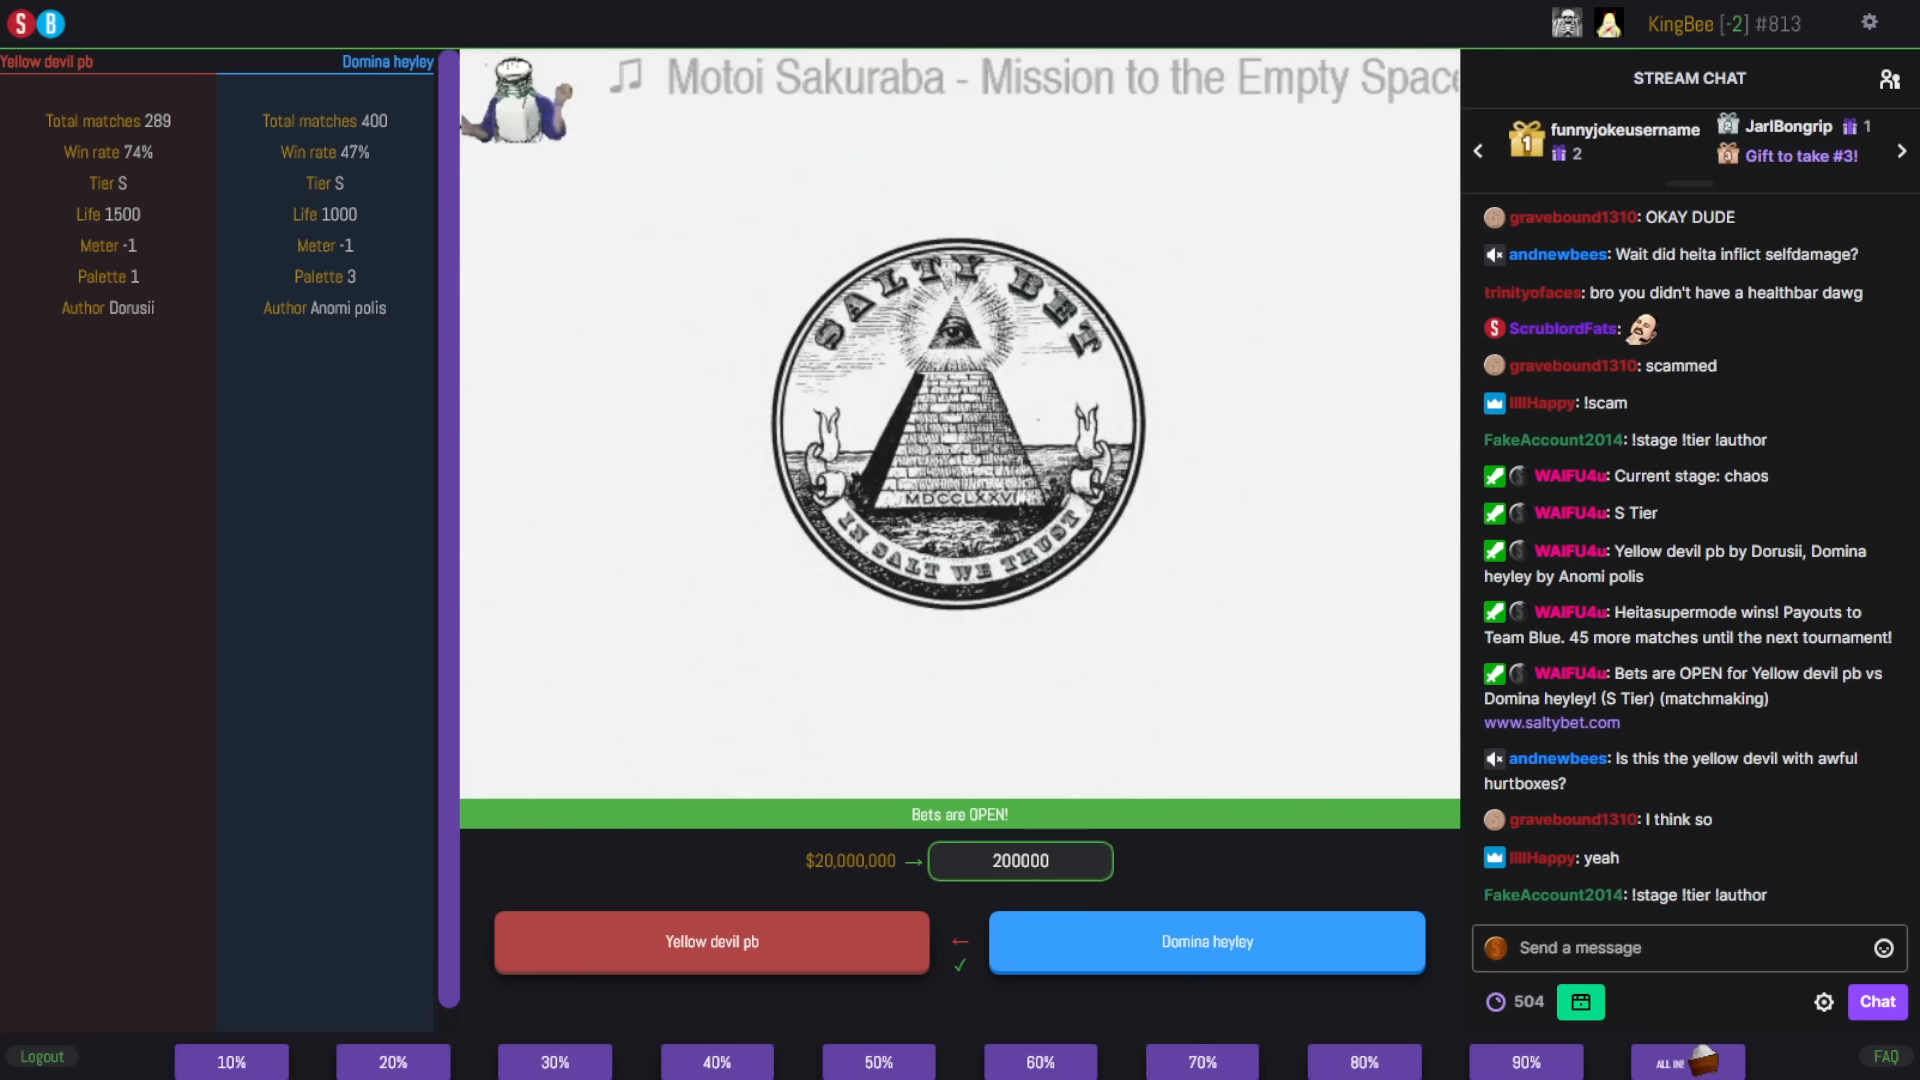 S B
KingBee [-2] #813
Yellow devil pb
Domina heyley
Total matches 289
Win rate 74%
Tier S
Life 1500
Meter -1
Palette 1
Author Dorusii
Total matches 400
Win rate 47%
Tier S
Life 1000
Meter -1
Palette 3
Author Anomi polis
♫ Motoi Sakuraba - Mission to the Empty Space
SALTY BET
MDCCLXXVI
IN SALT WE TRUST
Bets are OPEN!
$20,000,000 → 200000
Yellow devil pb
←
✓
Domina heyley
STREAM CHAT
1 funnyjokeusername
2
2 JarlBongrip 1
3 Gift to take #3!
gravebound1310: OKAY DUDE
andnewbees: Wait did heita inflict selfdamage?
trinityofaces: bro you didn't have a healthbar dawg
S ScrublordFats:
gravebound1310: scammed
IlllHappy: !scam
FakeAccount2014: !stage !tier !author
WAIFU4u: Current stage: chaos
WAIFU4u: S Tier
WAIFU4u: Yellow devil pb by Dorusii, Domina
heyley by Anomi polis
WAIFU4u: Heitasupermode wins! Payouts to
Team Blue. 45 more matches until the next tournament!
WAIFU4u: Bets are OPEN for Yellow devil pb vs
Domina heyley! (S Tier) (matchmaking)
www.saltybet.com
andnewbees: Is this the yellow devil with awful
hurtboxes?
gravebound1310: I think so
IlllHappy: yeah
FakeAccount2014: !stage !tier !author
Send a message
504
Chat
Logout
10%
20%
30%
40%
50%
60%
70%
80%
90%
ALL IN!
FAQ